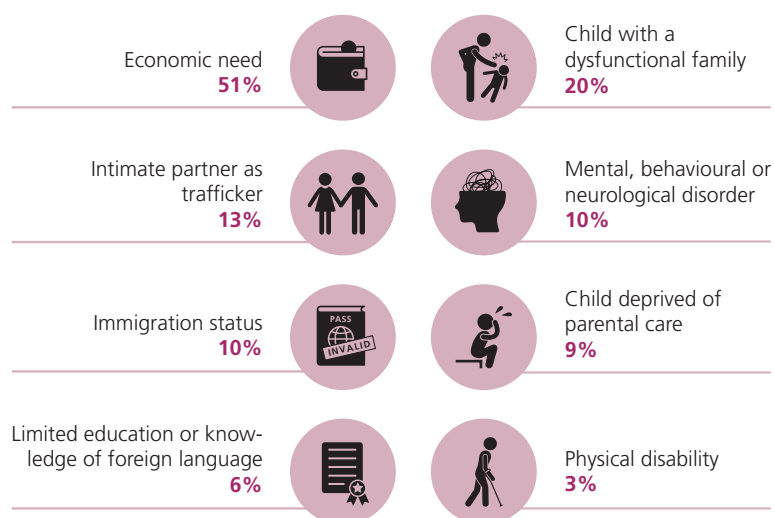 Economic need
51%
Child with a
dysfunctional family
20%
Intimate partner as
trafficker
13%
Mental, behavioural or
neurological disorder
10%
Immigration status
10%
PASS
INVALID
Child deprived of
parental care
9%
Limited education or know-
ledge of foreign language
6%
Physical disability
3%